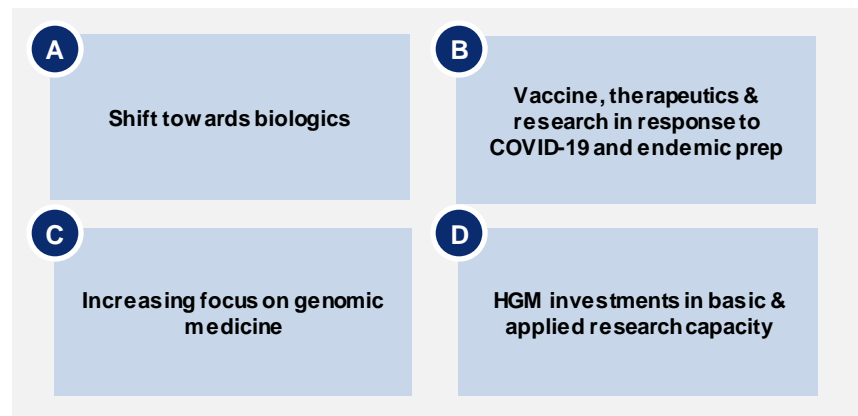 A
Shift towards biologics
B
Vaccine, therapeutics &
research in response to
COVID-19 and endemic prep
C
Increasing focus on genomic
medicine
D
HGM investments in basic &
applied research capacity